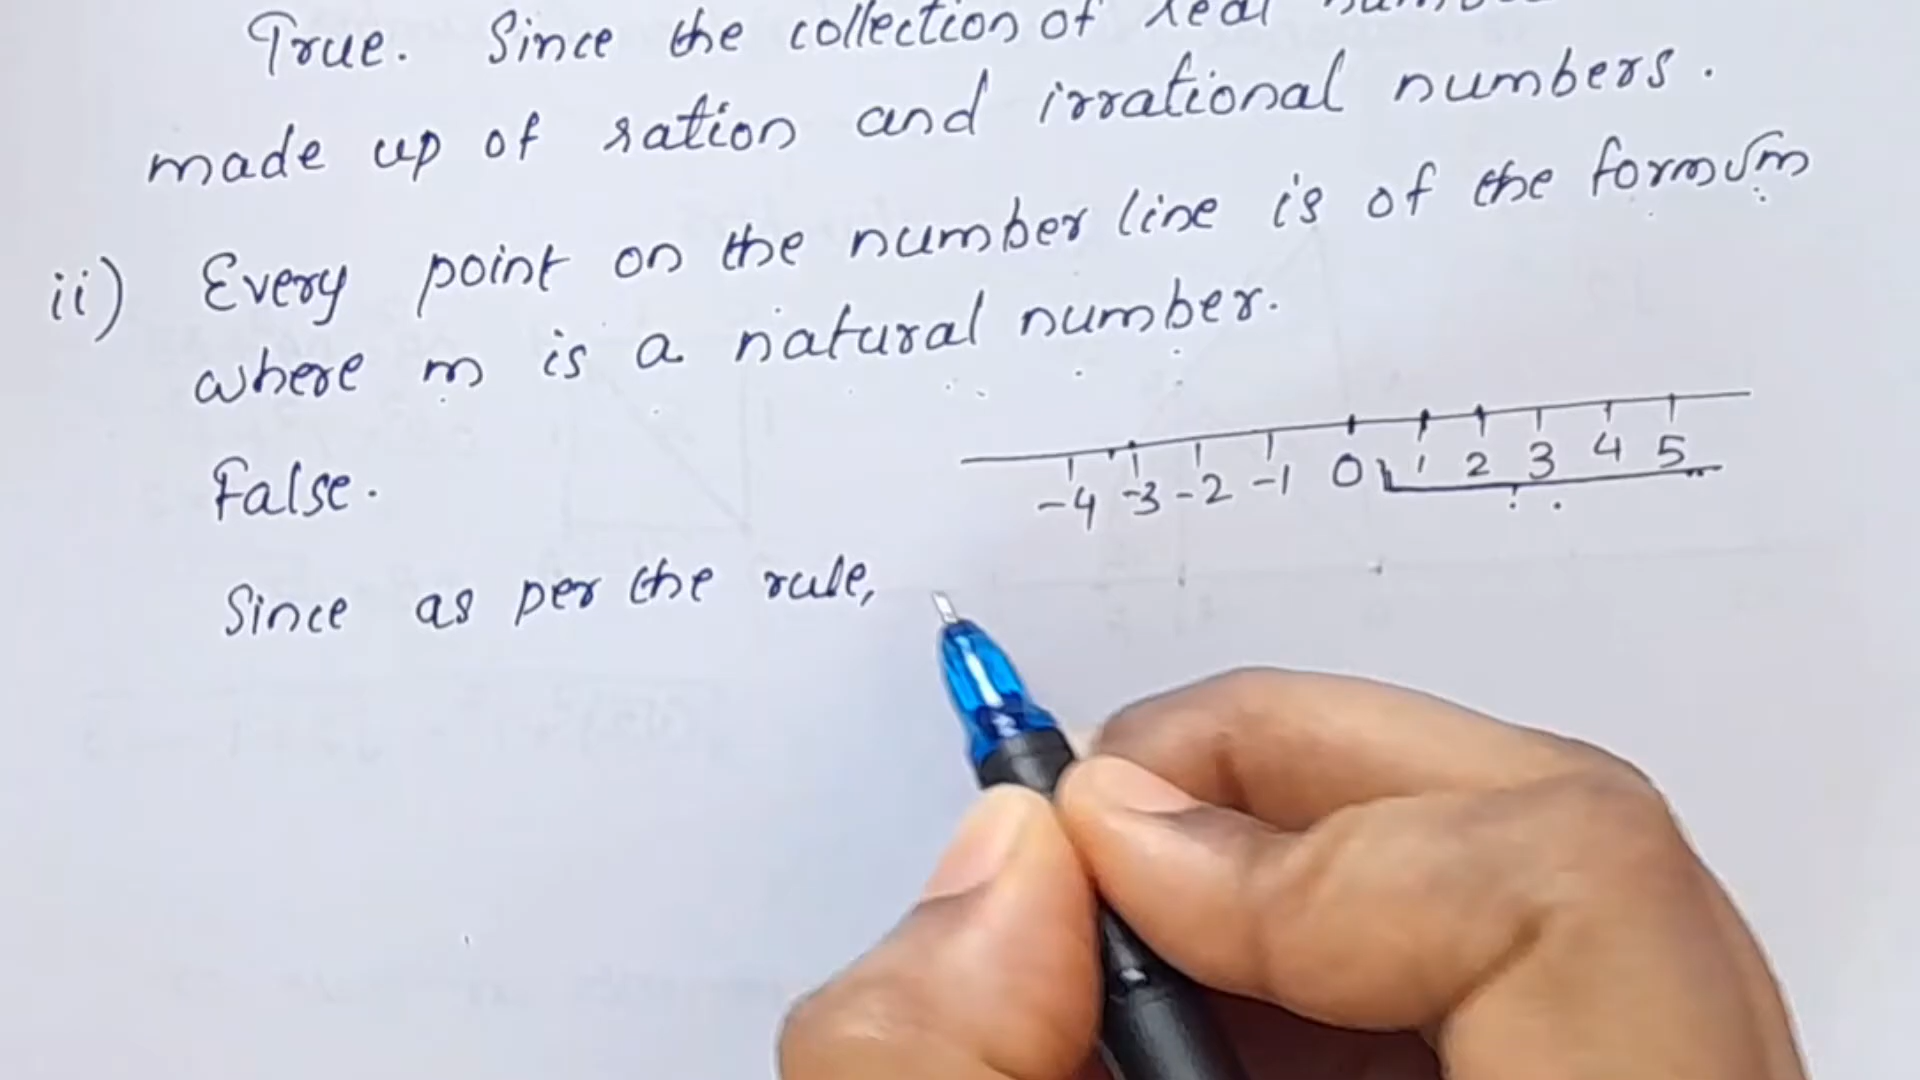 True. Since the collection of real
made up of ration and irrational numbers.
ii) Every point on the number line is of the form √m
where m is a natural number.
-4 -3 -2 -1 0 1 2 3 4 5
False.
Since as per the rule,